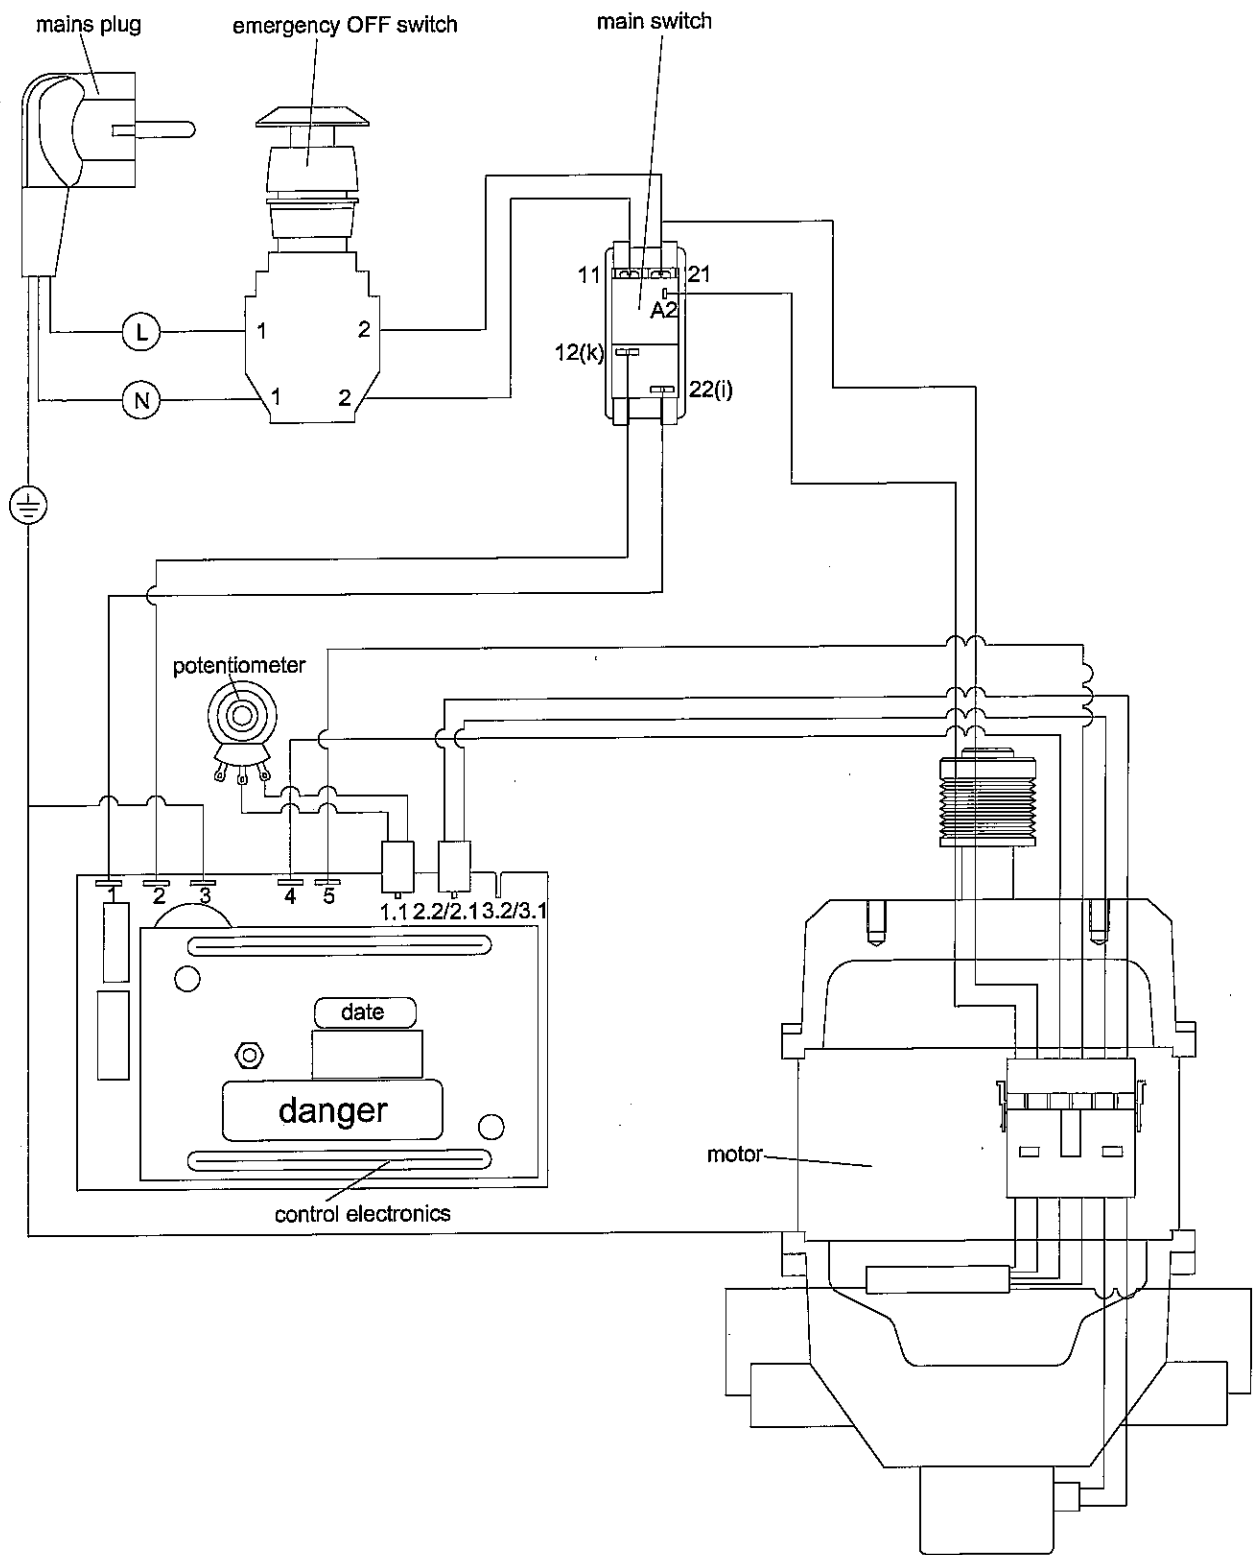 mains plug
emergency OFF switch
main switch
11
21
A2
L
1
2
12(k)
22(i)
N
1
2
potentiometer
1
2
3
4
5
1.1
2.2/2.1
3.2/3.1
date
danger
motor
control electronics